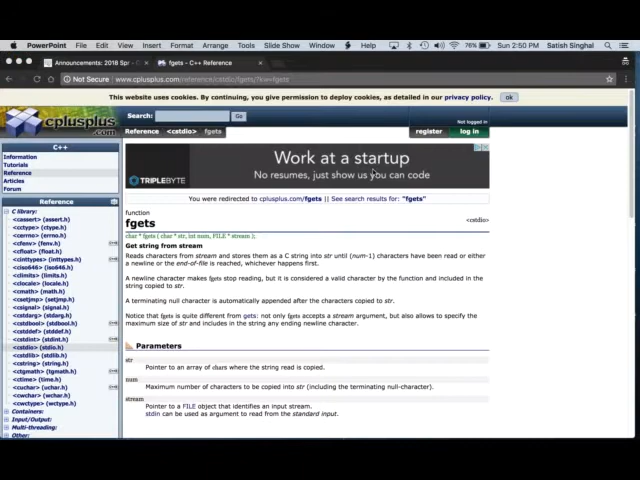 PowerPoint File Edit View Insert Format Arrange Tools Slide Show Window Help 76% Sun 2:50 PM Satish Singhal
Announcements: 2018 Spr - C × fgets - C++ Reference ×
Not Secure www.cplusplus.com/reference/cstdio/fgets/?kw=fgets
This website uses cookies. By continuing, you give permission to deploy cookies, as detailed in our privacy policy. ok
cplusplus
.com
Search: Go
Not logged in
Reference <cstdio> fgets register log in
C++
Information
Tutorials
Reference
Articles
Forum
Reference
C library:
<cassert> (assert.h)
<cctype> (ctype.h)
<cerrno> (errno.h)
<cfenv> (fenv.h)
<cfloat> (float.h)
<cinttypes> (inttypes.h)
<ciso646> (iso646.h)
<climits> (limits.h)
<clocale> (locale.h)
<cmath> (math.h)
<csetjmp> (setjmp.h)
<csignal> (signal.h)
<cstdarg> (stdarg.h)
<cstdbool> (stdbool.h)
<cstddef> (stddef.h)
<cstdint> (stdint.h)
<cstdio> (stdio.h)
<cstdlib> (stdlib.h)
<cstring> (string.h)
<ctgmath> (tgmath.h)
<ctime> (time.h)
<cuchar> (uchar.h)
<cwchar> (wchar.h)
<cwctype> (wctype.h)
Containers:
Input/Output:
Multi-threading:
Other:
TRIPLEBYTE
Work at a startup
No resumes, just show us you can code
You were redirected to cplusplus.com/fgets || See search results for: "fgets"
function
fgets <cstdio>
char * fgets ( char * str, int num, FILE * stream );
Get string from stream
Reads characters from stream and stores them as a C string into str until (num-1) characters have been read or either
a newline or the end-of-file is reached, whichever happens first.
A newline character makes fgets stop reading, but it is considered a valid character by the function and included in the
string copied to str.
A terminating null character is automatically appended after the characters copied to str.
Notice that fgets is quite different from gets: not only fgets accepts a stream argument, but also allows to specify the
maximum size of str and includes in the string any ending newline character.
Parameters
str
Pointer to an array of chars where the string read is copied.
num
Maximum number of characters to be copied into str (including the terminating null-character).
stream
Pointer to a FILE object that identifies an input stream.
stdin can be used as argument to read from the standard input.